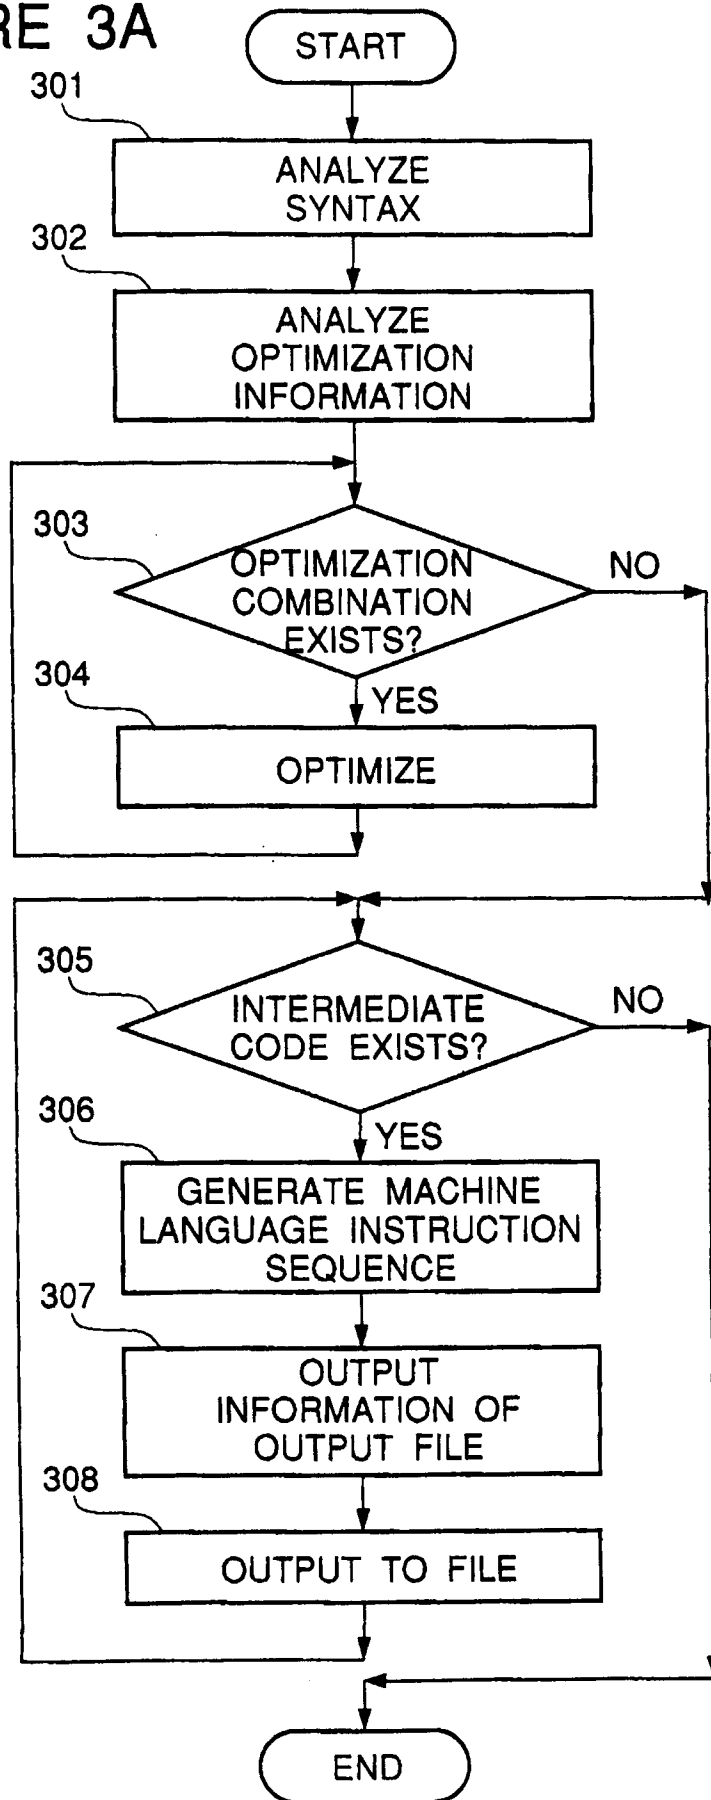 RE 3A
START
301
ANALYZE
SYNTAX
302
ANALYZE
OPTIMIZATION
INFORMATION
303
OPTIMIZATION
COMBINATION
EXISTS?
NO
304
YES
OPTIMIZE
305
INTERMEDIATE
CODE EXISTS?
NO
306
YES
GENERATE MACHINE
LANGUAGE INSTRUCTION
SEQUENCE
307
OUTPUT
INFORMATION OF
OUTPUT FILE
308
OUTPUT TO FILE
END